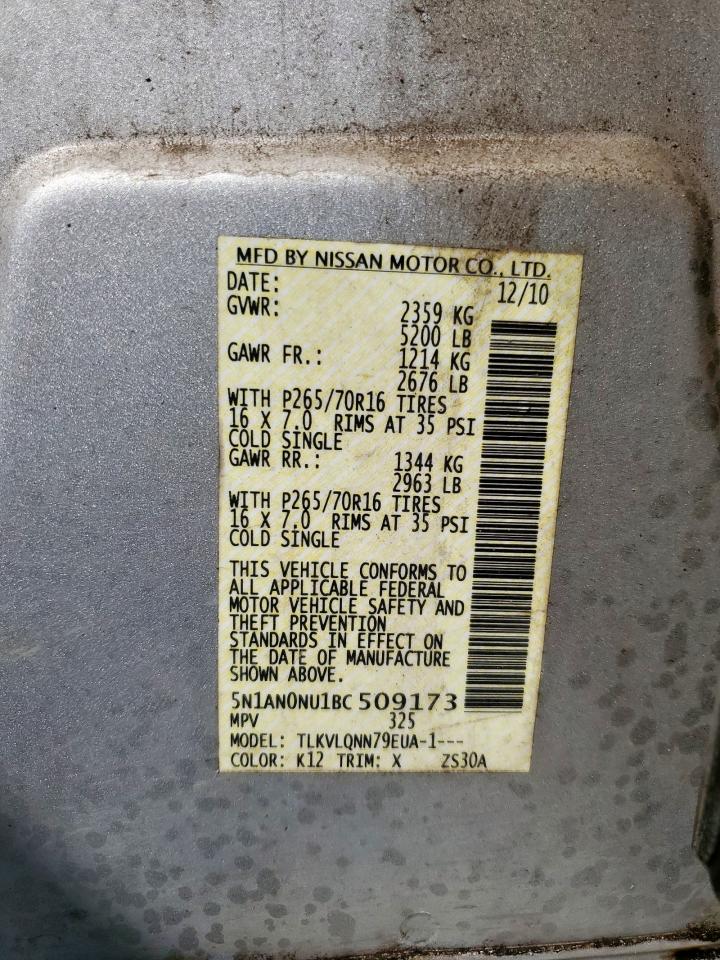 MFD BY NISSAN MOTOR CO., LTD.
DATE: 12/10
GVWR: 2359 KG
5200 LB
GAWR FR.: 1214 KG
2676 LB
WITH P265/70R16 TIRES
16 X 7.0 RIMS AT 35 PSI
COLD SINGLE
GAWR RR.: 1344 KG
2963 LB
WITH P265/70R16 TIRES
16 X 7.0 RIMS AT 35 PSI
COLD SINGLE
THIS VEHICLE CONFORMS TO
ALL APPLICABLE FEDERAL
MOTOR VEHICLE SAFETY AND
THEFT PREVENTION
STANDARDS IN EFFECT ON
THE DATE OF MANUFACTURE
SHOWN ABOVE.
5N1AN0NU1BC509173
MPV 325
MODEL: TLKVLQNN79EUA-1---
COLOR: K12 TRIM: X ZS30A